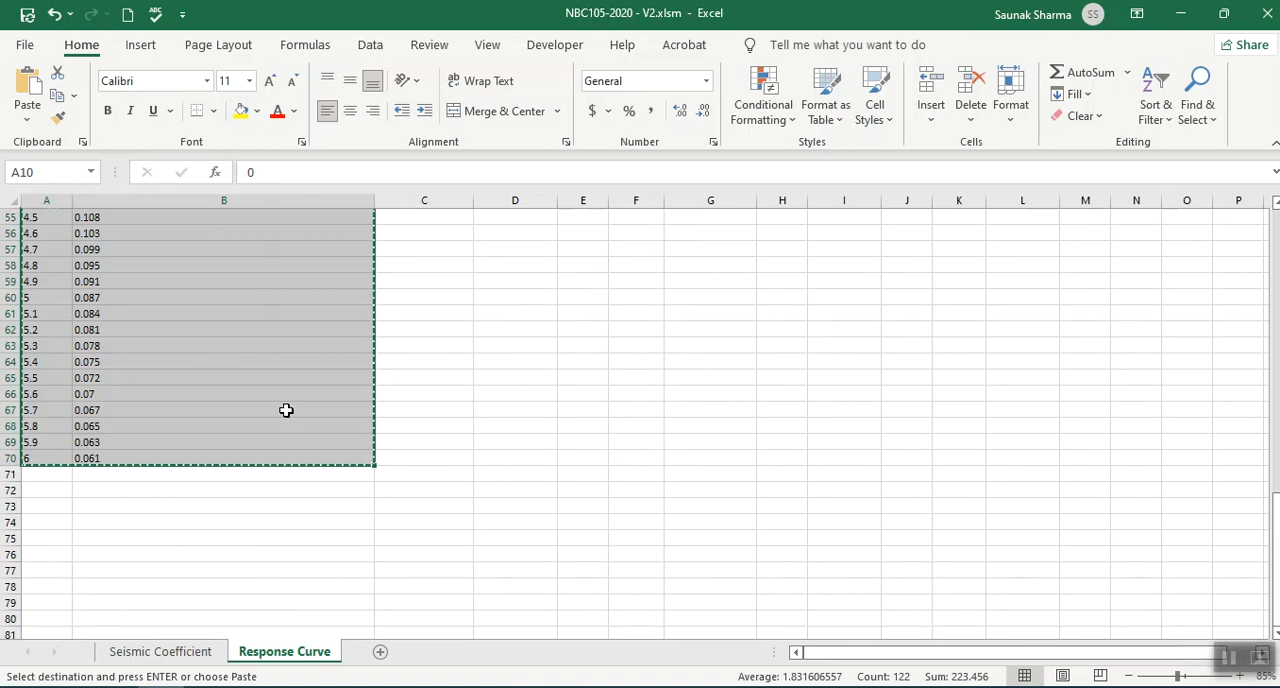 NBC105-2020 - V2.xlsm - Excel
Saunak Sharma SS
File Home Insert Page Layout Formulas Data Review View Developer Help Acrobat Tell me what you want to do Share
Paste
Calibri 11
B I U A
Wrap Text
Merge & Center
General
$ % ,
Conditional Formatting
Format as Table
Cell Styles
Insert
Delete
Format
AutoSum
Fill
Clear
Sort & Filter
Find & Select
Clipboard Font Alignment Number Styles Cells Editing
A10 fx 0
A B C D E F G H I J K L M N O P
55 4.5 0.108
56 4.6 0.103
57 4.7 0.099
58 4.8 0.095
59 4.9 0.091
60 5 0.087
61 5.1 0.084
62 5.2 0.081
63 5.3 0.078
64 5.4 0.075
65 5.5 0.072
66 5.6 0.07
67 5.7 0.067
68 5.8 0.065
69 5.9 0.063
70 6 0.061
71
72
73
74
75
76
77
78
79
80
81
Seismic Coefficient Response Curve
Select destination and press ENTER or choose Paste Average: 1.831606557 Count: 122 Sum: 223.456 85%